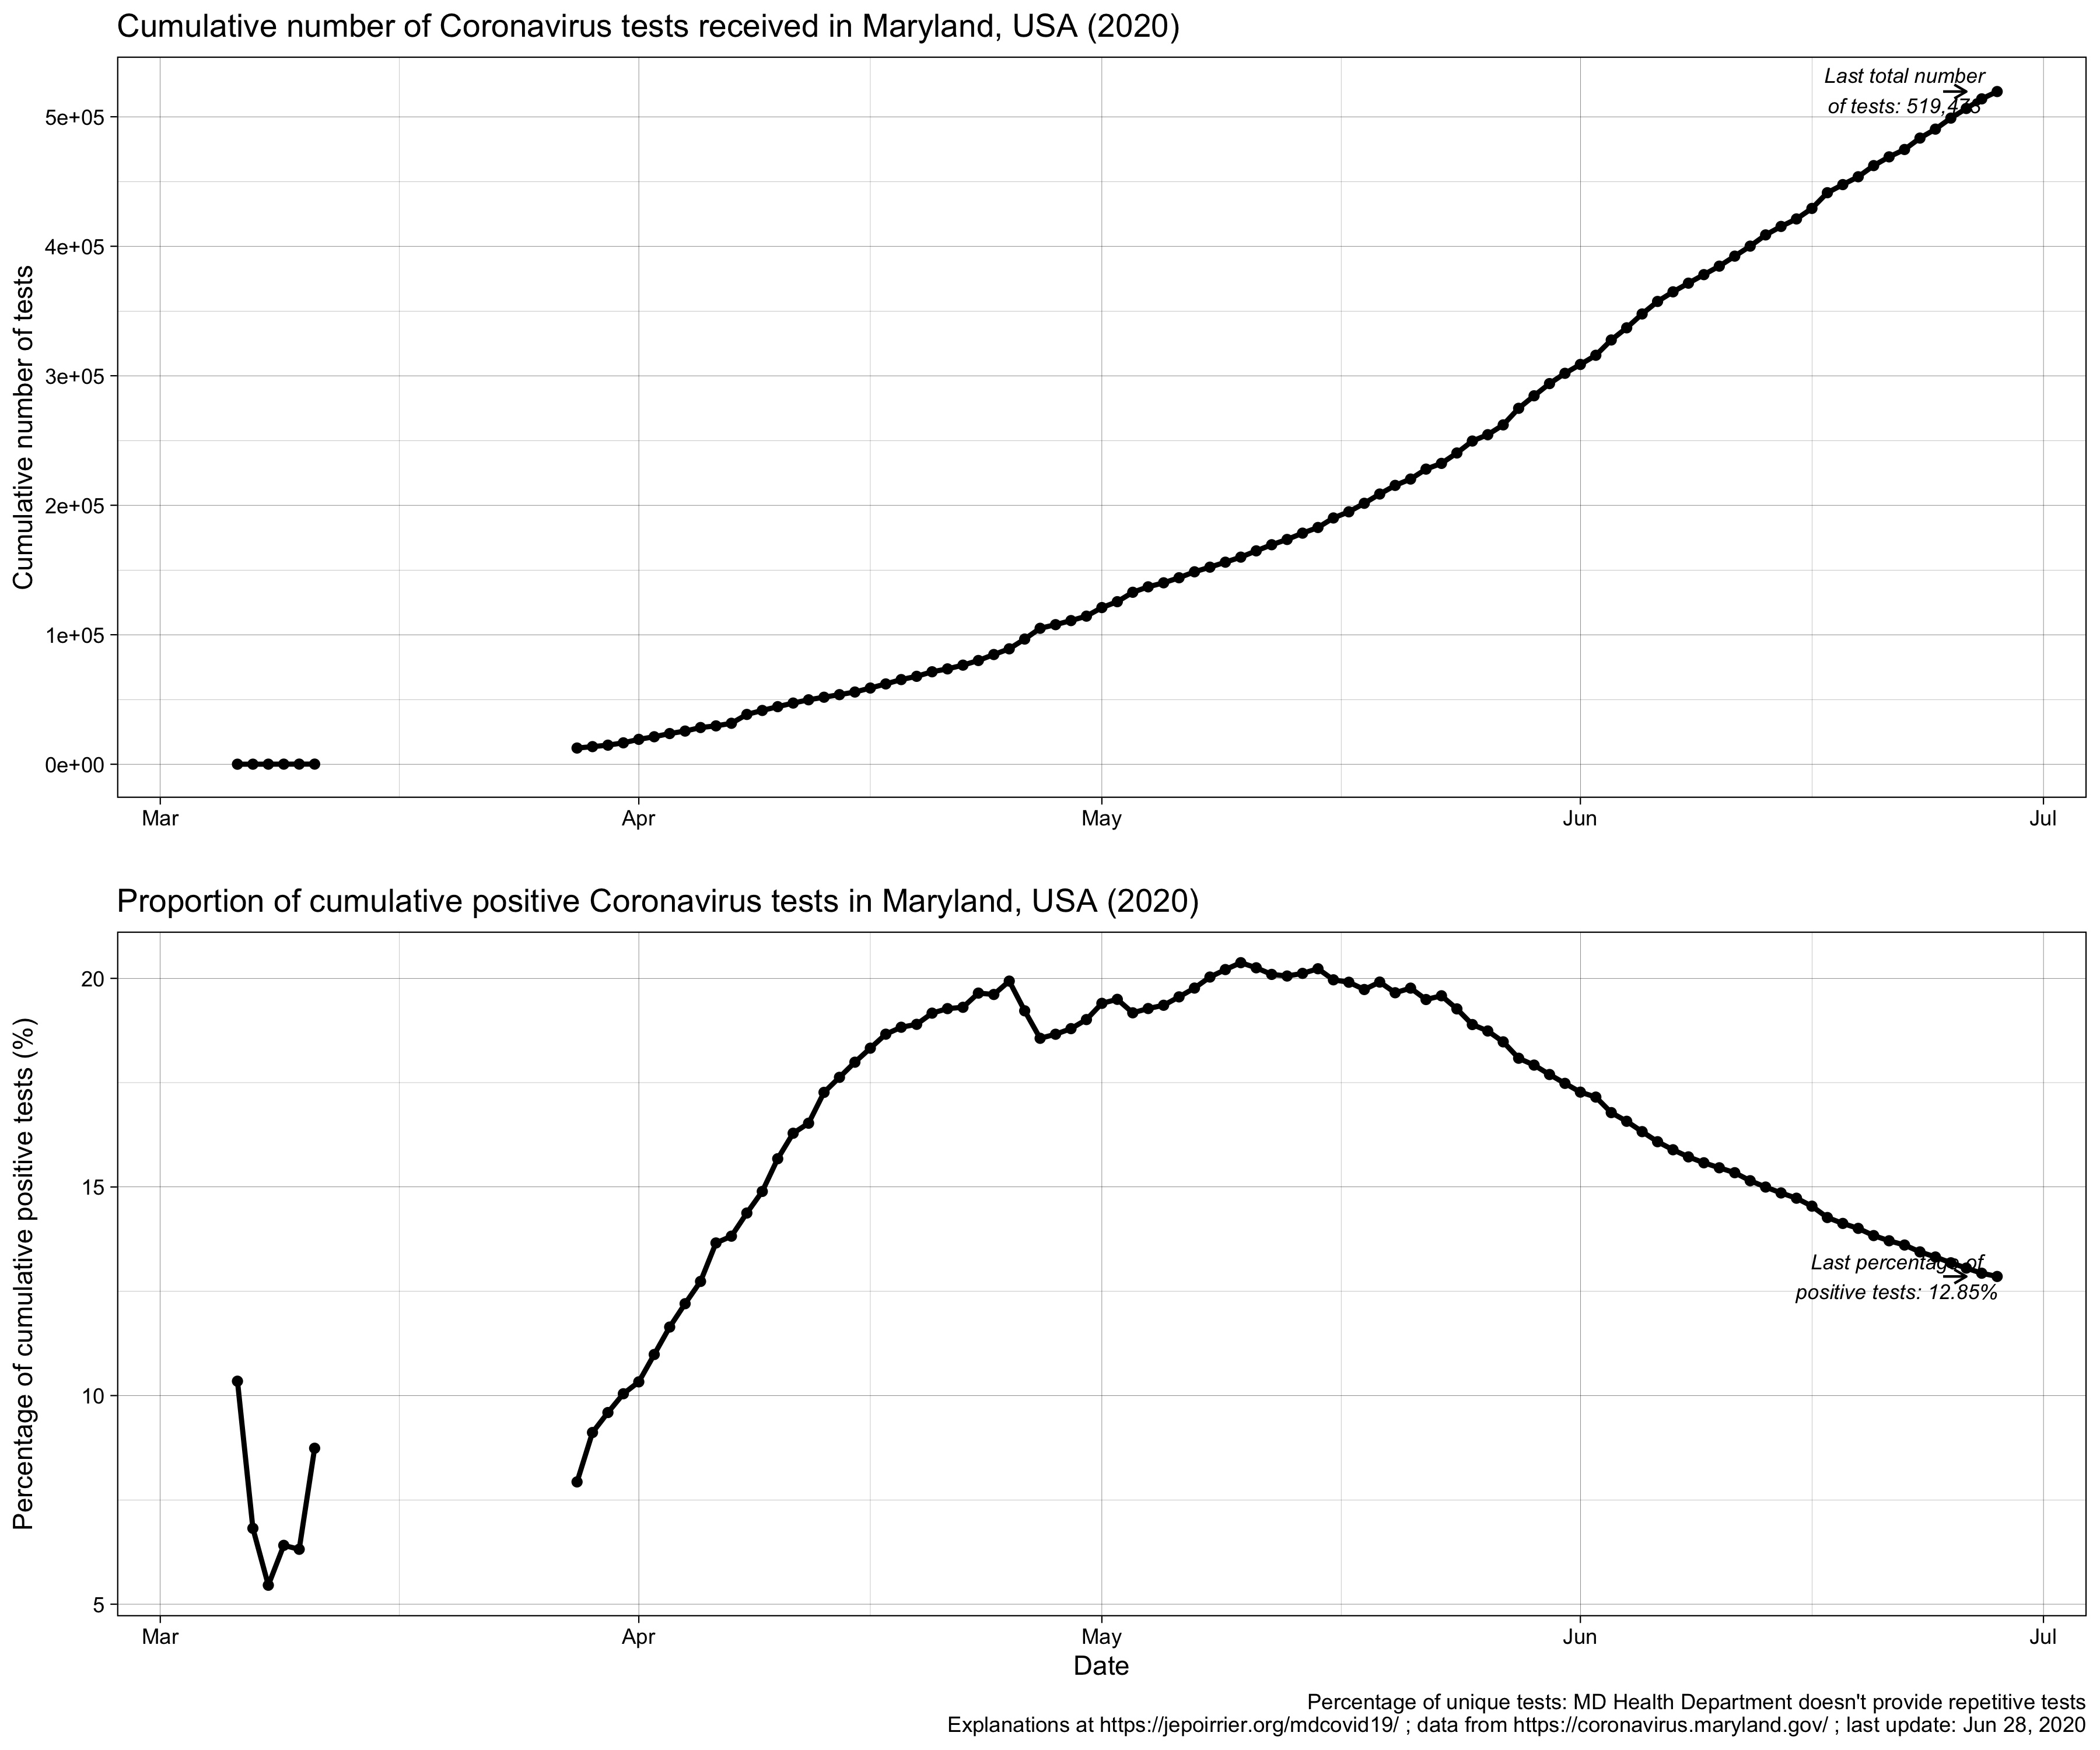 Cumulative number of Coronavirus tests received in Maryland, USA (2020)
Cumulative number of tests
5e+05
4e+05
3e+05
2e+05
1e+05
0e+00
Last total number
of tests: 519,473
Mar Apr May Jun Jul
Proportion of cumulative positive Coronavirus tests in Maryland, USA (2020)
Percentage of cumulative positive tests (%)
20
15
10
5
Last percentage of
positive tests: 12.85%
Mar Apr May Jun Jul
Date
Percentage of unique tests: MD Health Department doesn't provide repetitive tests
Explanations at https://jepoirrier.org/mdcovid19/ ; data from https://coronavirus.maryland.gov/ ; last update: Jun 28, 2020